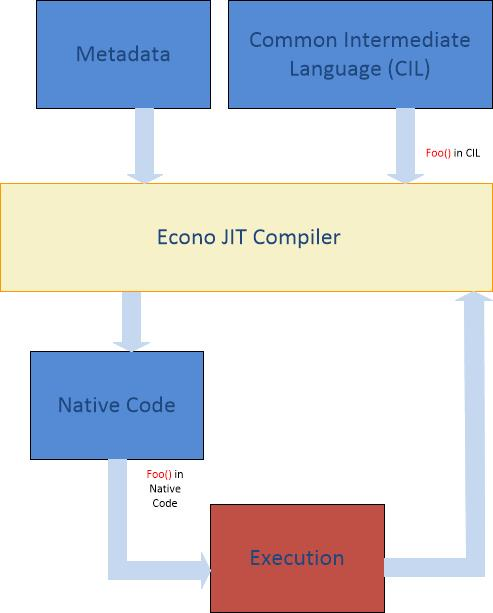 Metadata
Common Intermediate
Language (CIL)
Foo() in CIL
Econo JIT Compiler
Native Code
Foo() in
Native
Code
Execution